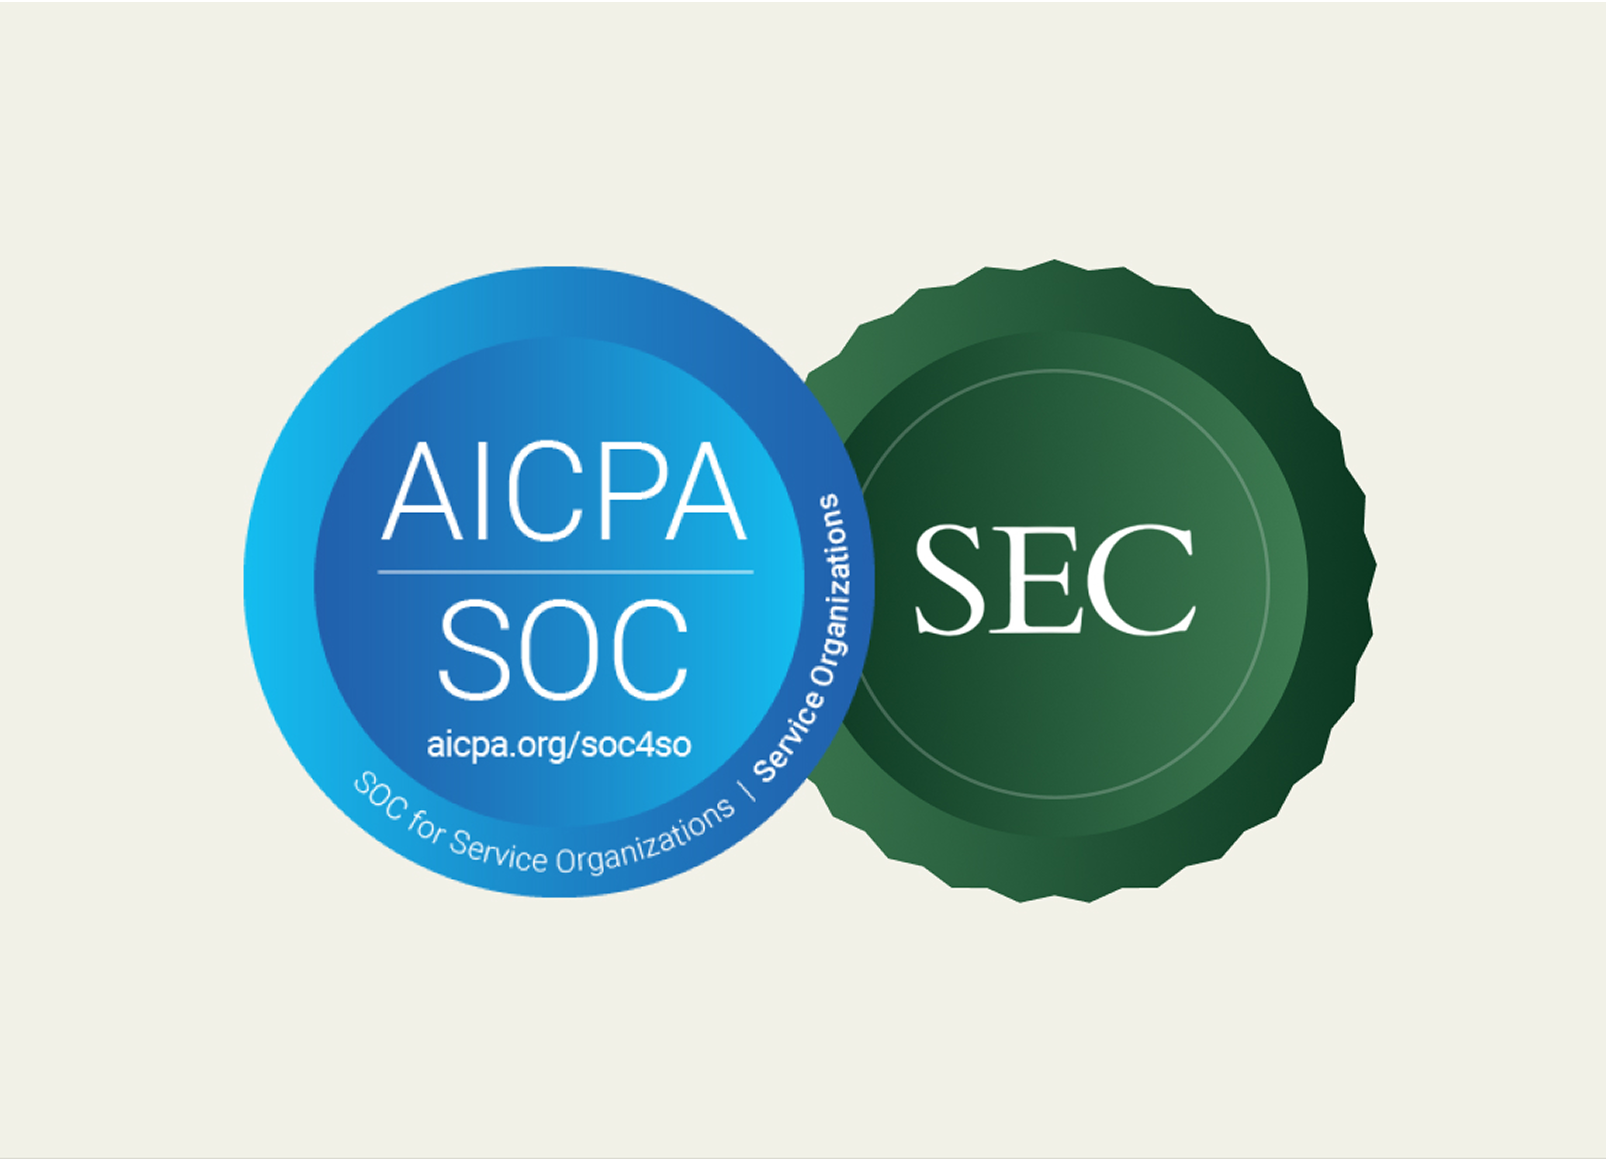 AICPA
SOC
aicpa.org/soc4so
SOC for Service Organizations | Service Organizations
SEC